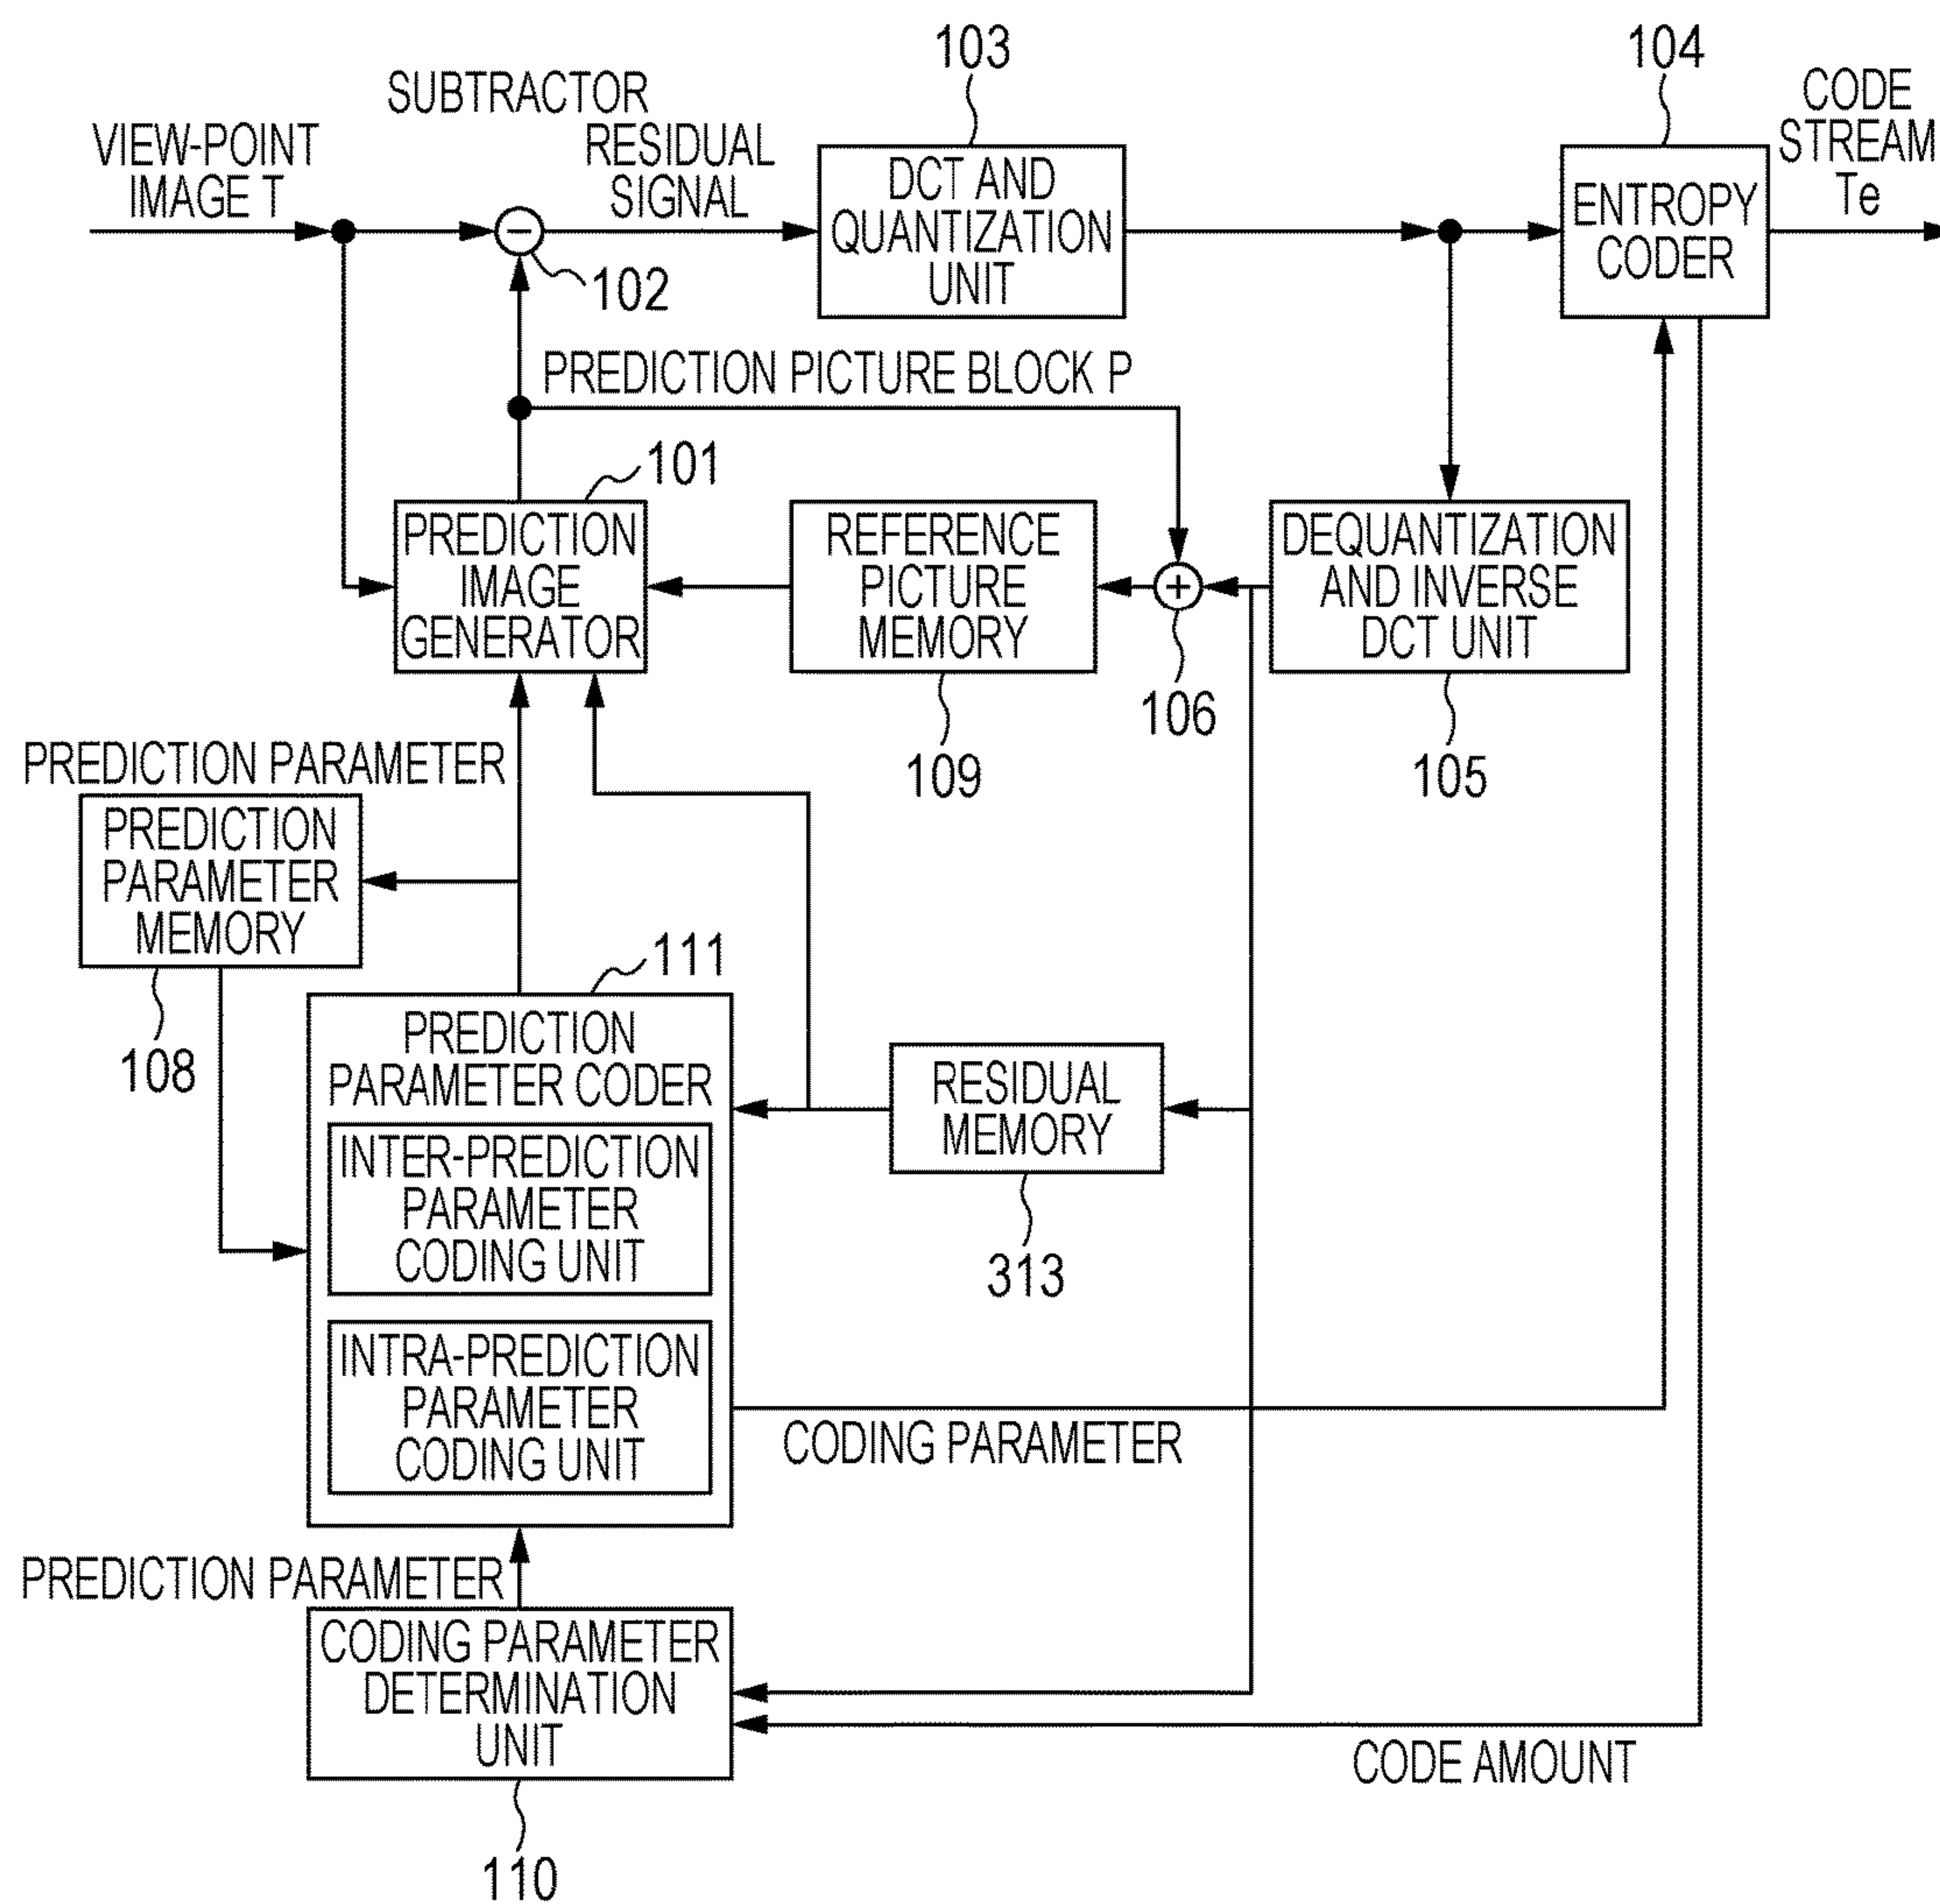 103
104
SUBTRACTOR
CODE
STREAM
Te
VIEW-POINT
IMAGE T
RESIDUAL
SIGNAL
DCT AND
QUANTIZATION
UNIT
ENTROPY
CODER
−
102
PREDICTION PICTURE BLOCK P
101
PREDICTION
IMAGE
GENERATOR
REFERENCE
PICTURE
MEMORY
+
DEQUANTIZATION
AND INVERSE
DCT UNIT
106
109
105
PREDICTION PARAMETER
PREDICTION
PARAMETER
MEMORY
108
111
PREDICTION
PARAMETER CODER
INTER-PREDICTION
PARAMETER
CODING UNIT
INTRA-PREDICTION
PARAMETER
CODING UNIT
RESIDUAL
MEMORY
313
CODING PARAMETER
PREDICTION PARAMETER
CODING PARAMETER
DETERMINATION
UNIT
CODE AMOUNT
110